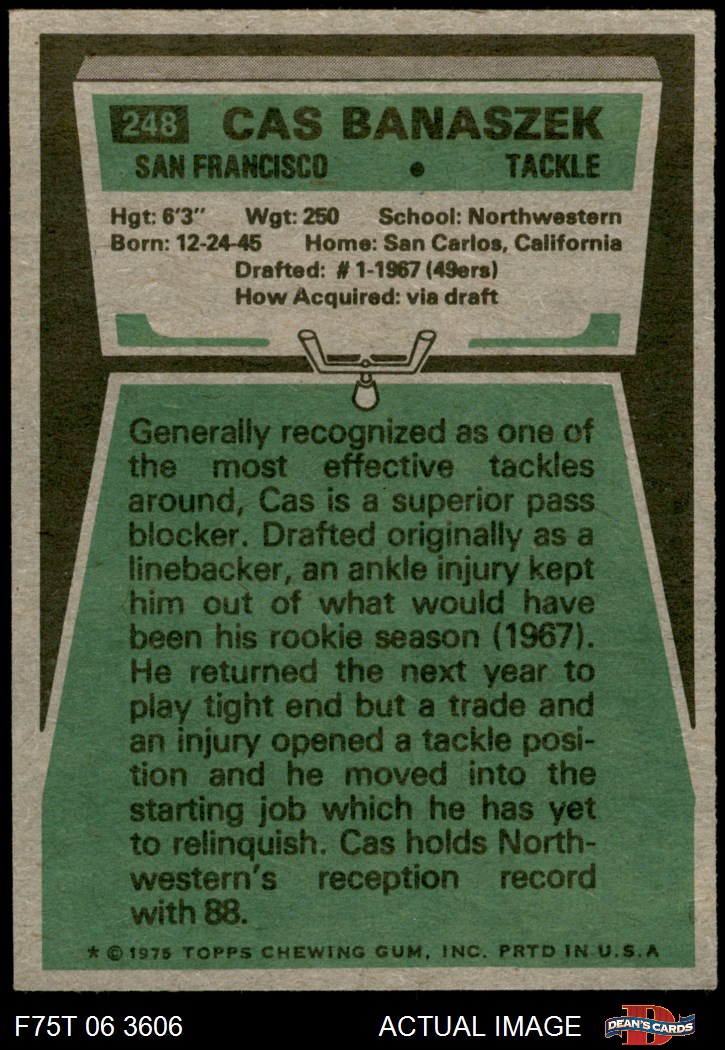 248 CAS BANASZEK
SAN FRANCISCO • TACKLE
Hgt: 6'3" Wgt: 250 School: Northwestern
Born: 12-24-45 Home: San Carlos, California
Drafted: #1-1967 (49ers)
How Acquired: via draft
Generally recognized as one of
the most effective tackles
around, Cas is a superior pass
blocker. Drafted originally as a
linebacker, an ankle injury kept
him out of what would have
been his rookie season (1967).
He returned the next year to
play tight end but a trade and
an injury opened a tackle posi-
tion and he moved into the
starting job which he has yet
to relinquish. Cas holds North-
western's reception record
with 88.
* © 1975 TOPPS CHEWING GUM, INC. PRTD IN U.S.A
F75T 06 3606 ACTUAL IMAGE
D
DEAN'S CARDS